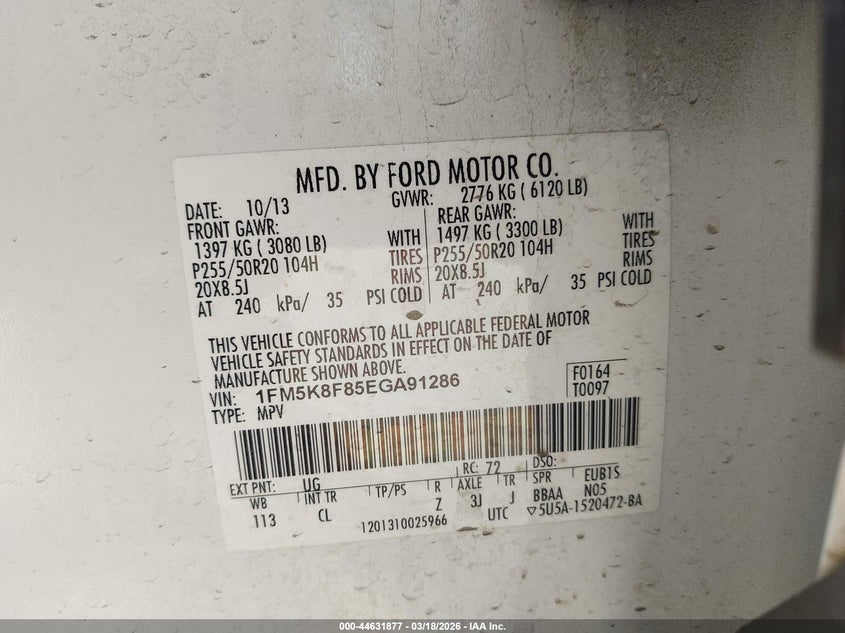 MFD. BY FORD MOTOR CO.
DATE: 10/13 GVWR: 2776 KG ( 6120 LB)
FRONT GAWR: REAR GAWR:
1397 KG ( 3080 LB) WITH 1497 KG ( 3300 LB) WITH
P255/50R20 104H TIRES P255/50R20 104H TIRES
20X8.5J RIMS 20X8.5J RIMS
AT 240 kPa/ 35 PSI COLD AT 240 kPa/ 35 PSI COLD
THIS VEHICLE CONFORMS TO ALL APPLICABLE FEDERAL MOTOR
VEHICLE SAFETY STANDARDS IN EFFECT ON THE DATE OF
MANUFACTURE SHOWN ABOVE.
VIN: 1FM5K8F85EGA91286 F0164
TYPE: MPV T0097
EXT PNT: UG RC: 72 DSO:
WB INT TR TP/PS R AXLE TR SPR EUB1S
113 CL Z 3J J BBAA N05
1201310025966 UTC ▽5U5A-1520472-BA
000-44631877 — 03/18/2026 — IAA Inc.